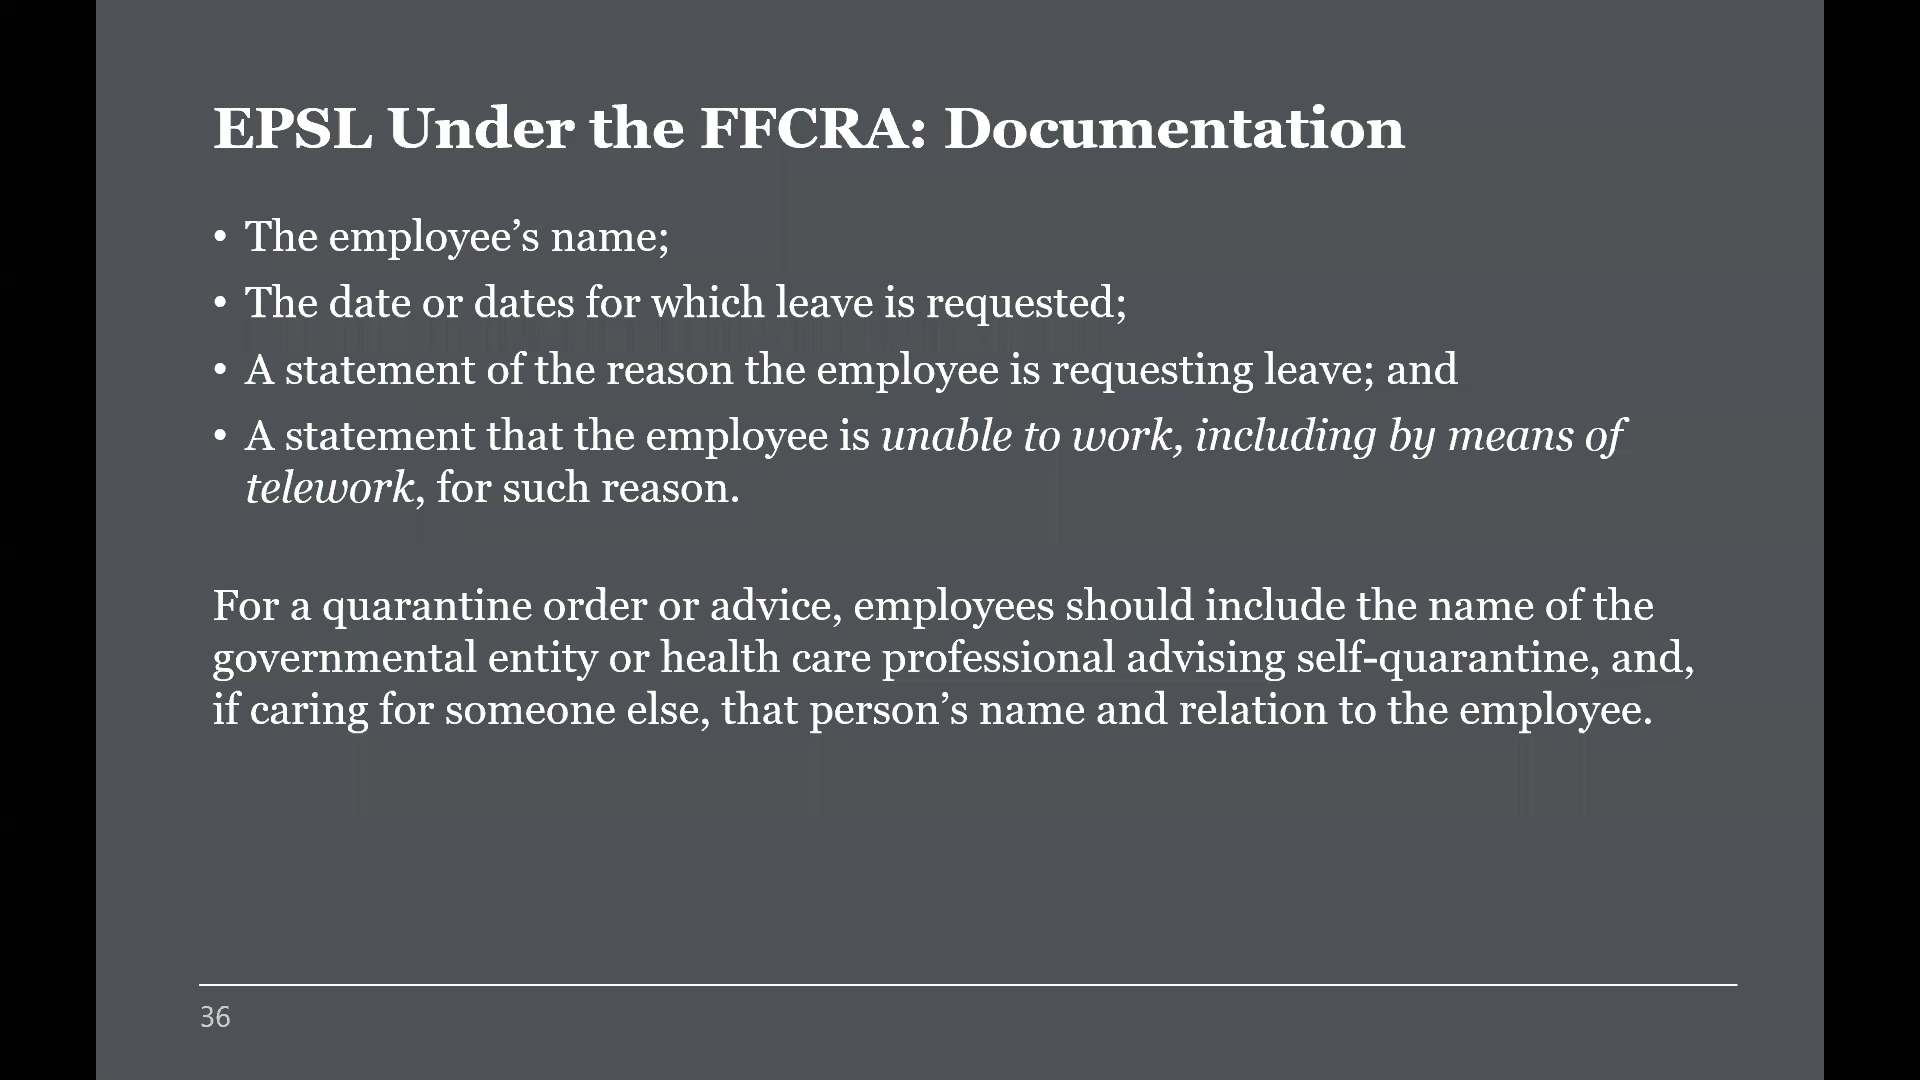 EPSL Under the FFCRA: Documentation
• The employee’s name;
• The date or dates for which leave is requested;
• A statement of the reason the employee is requesting leave; and
• A statement that the employee is unable to work, including by means of
telework, for such reason.
For a quarantine order or advice, employees should include the name of the
governmental entity or health care professional advising self-quarantine, and,
if caring for someone else, that person’s name and relation to the employee.
36